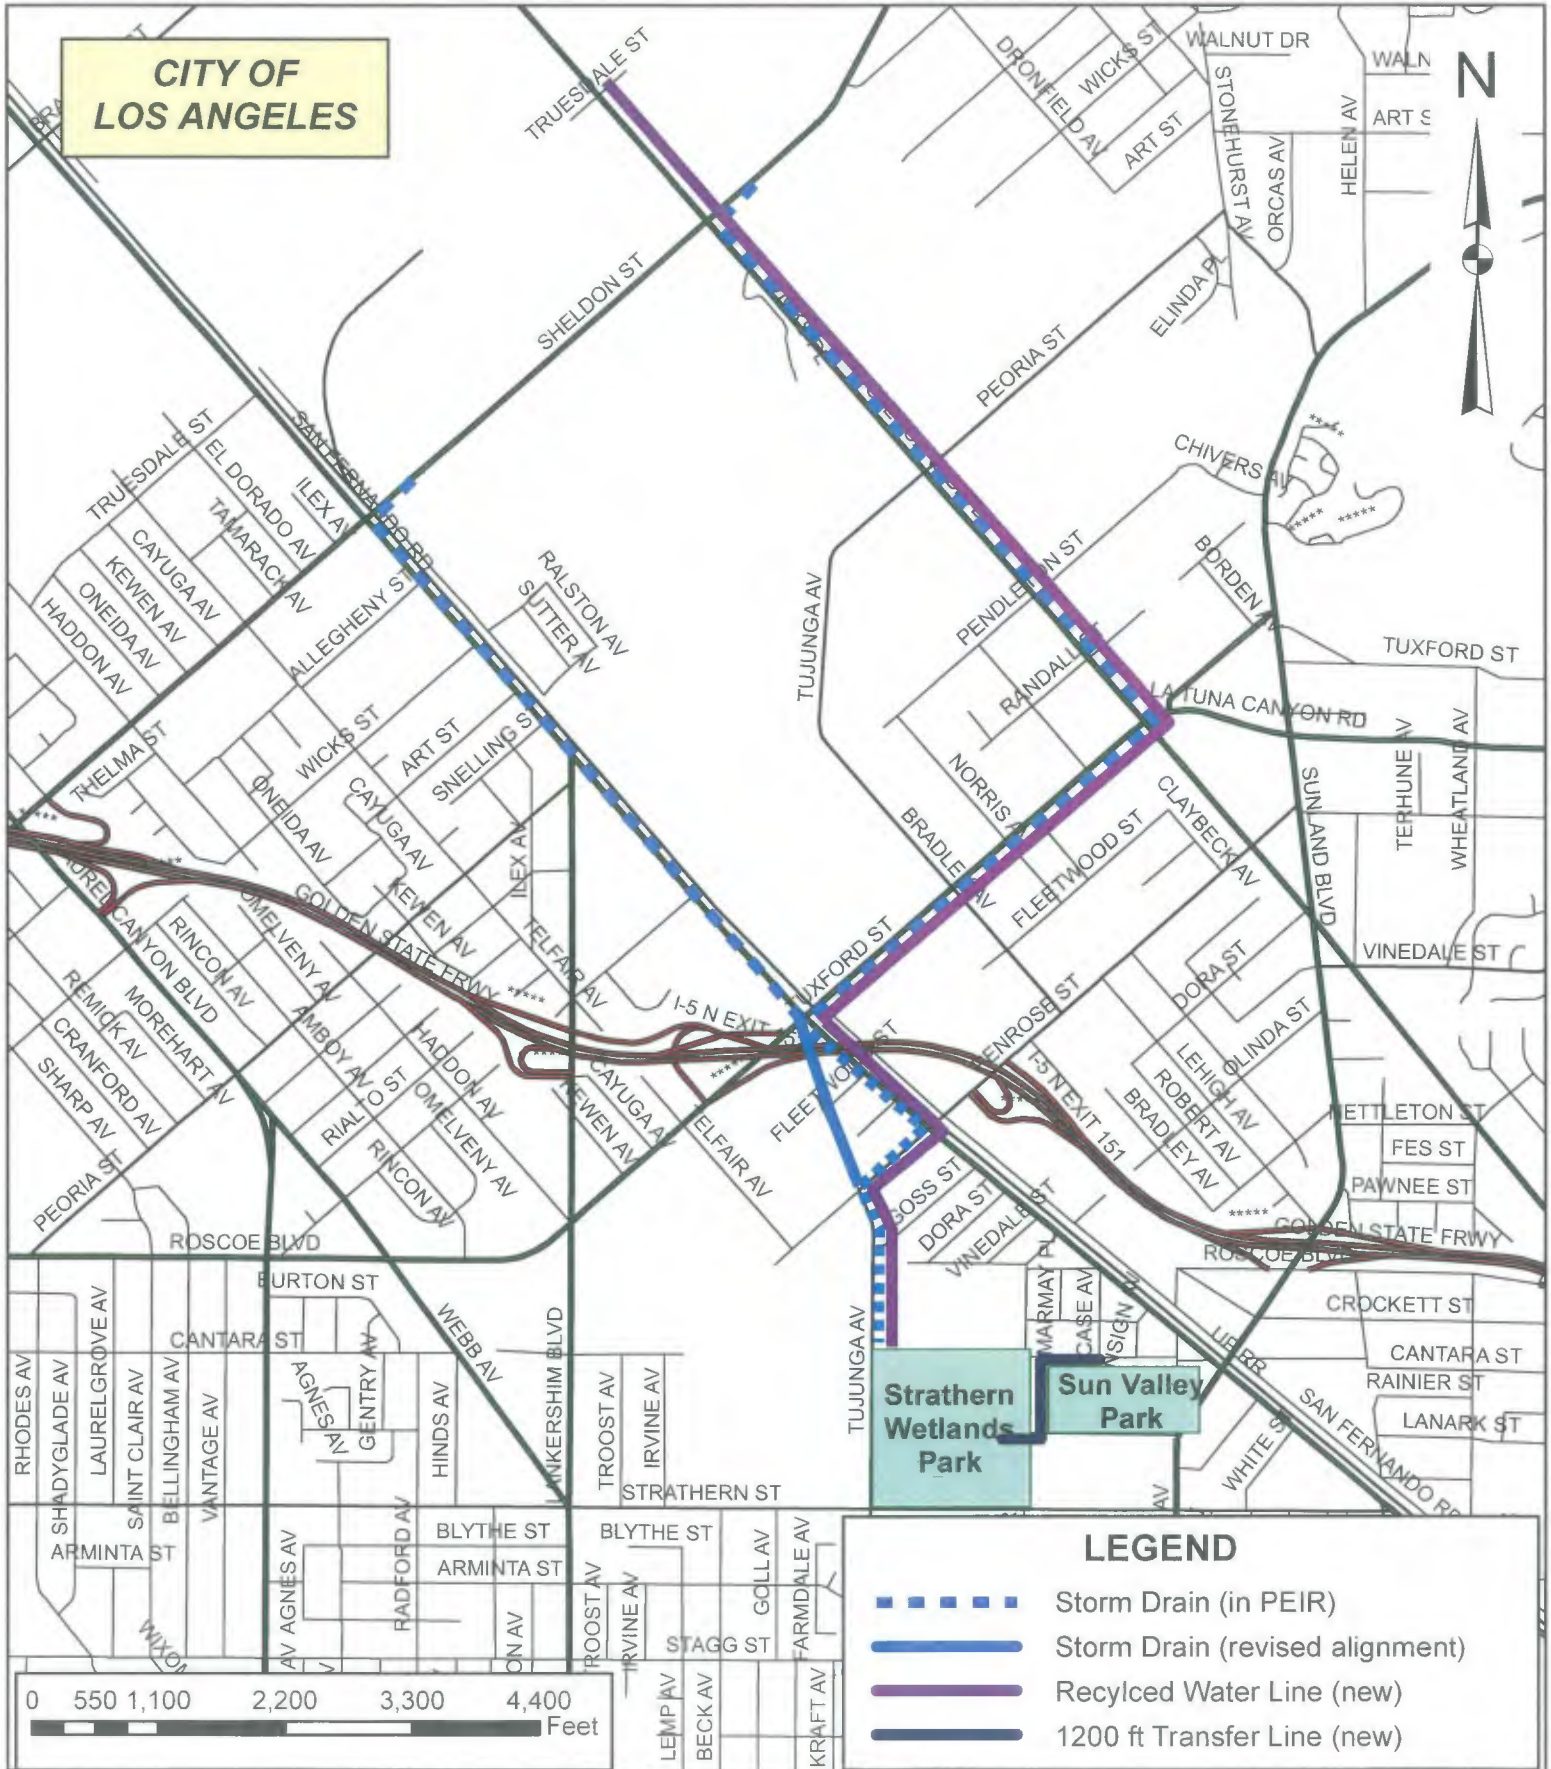 CITY OF
LOS ANGELES
N
TRUESDALE ST
DRONFIELD AV
WICKS ST
ART ST
WALNUT DR
STONEHURST AV
ORCAS AV
HELEN AV
WALN
ART S
SHELDON ST
ELINDA PL
PEORIA ST
CHIVERS AV
*****
*****
*****
SAN FERNANDO RD
TRUESDALE ST
EL DORADO AV
ILEX AV
TAMARACK AV
CAYUGA AV
KEWEN AV
ONEIDA AV
HADDON AV
ALLEGHENY ST
RALSTON AV
SUTTER AV
TUJUNGA AV
PENDLETON ST
BORDEN AV
RANDALL
TUXFORD ST
LA TUNA CANYON RD
TERHUNE AV
WHEATLAND AV
THELMA ST
WICKS ST
ART ST
SNELLING S
ONEIDA AV
CAYUGA AV
KEWEN AV
ILEX AV
TELFAIR AV
NORRIS A
BRADLEY AV
FLEETWOOD ST
CLAYBECK AV
SUNLAND BLVD
VINEDALE ST
GOLDEN STATE FRWY
LAUREL CANYON BLVD
RINCON AV
OMELVENY AV
AMBOY AV
REMICK AV
MOREHART AV
CRANFORD AV
SHARP AV
PEORIA ST
RIALTO ST
HADDON AV
OMELVENY AV
RINCON AV
*****
*****
I-5 N EXIT
TUXFORD ST
PENROSE ST
DORA ST
OLINDA ST
LEHIGH AV
ROBERT AV
BRADLEY AV
I-5 N EXIT 151
CAYUGA AV
KEWEN AV
ELFAIR AV
FLEETWOOD ST
GOSS ST
DORA ST
VINEDALE ST
NETTLETON ST
FES ST
PAWNEE ST
*****
GOLDEN STATE FRWY
ROSCOE BLVD
ROSCOE BLVD
BURTON ST
CANTARA ST
CROCKETT ST
CANTARA ST
RAINIER ST
LANARK ST
MARMAY PL
CASE AV
NSIGN
UPRR
SAN FERNANDO RD
WHITE S
RHODES AV
SHADYGLADE AV
LAURELGROVE AV
SAINT CLAIR AV
BELLINGHAM AV
VANTAGE AV
AGNES AV
GENTRY AV
HINDS AV
WEBB AV
LANKERSHIM BLVD
TROOST AV
IRVINE AV
TUJUNGA AV
Strathern
Wetlands
Park
Sun Valley
Park
STRATHERN ST
AV
BLYTHE ST
BLYTHE ST
ARMINTA ST
ARMINTA ST
AGNES AV
RADFORD AV
ROOST AV
IRVINE AV
GOLL AV
FARMDALE AV
STAGG ST
WIXOM
AV
ON AV
LEMP AV
BECK AV
KRAFT AV
0 550 1,100 2,200 3,300 4,400
Feet
LEGEND
Storm Drain (in PEIR)
Storm Drain (revised alignment)
Recylced Water Line (new)
1200 ft Transfer Line (new)